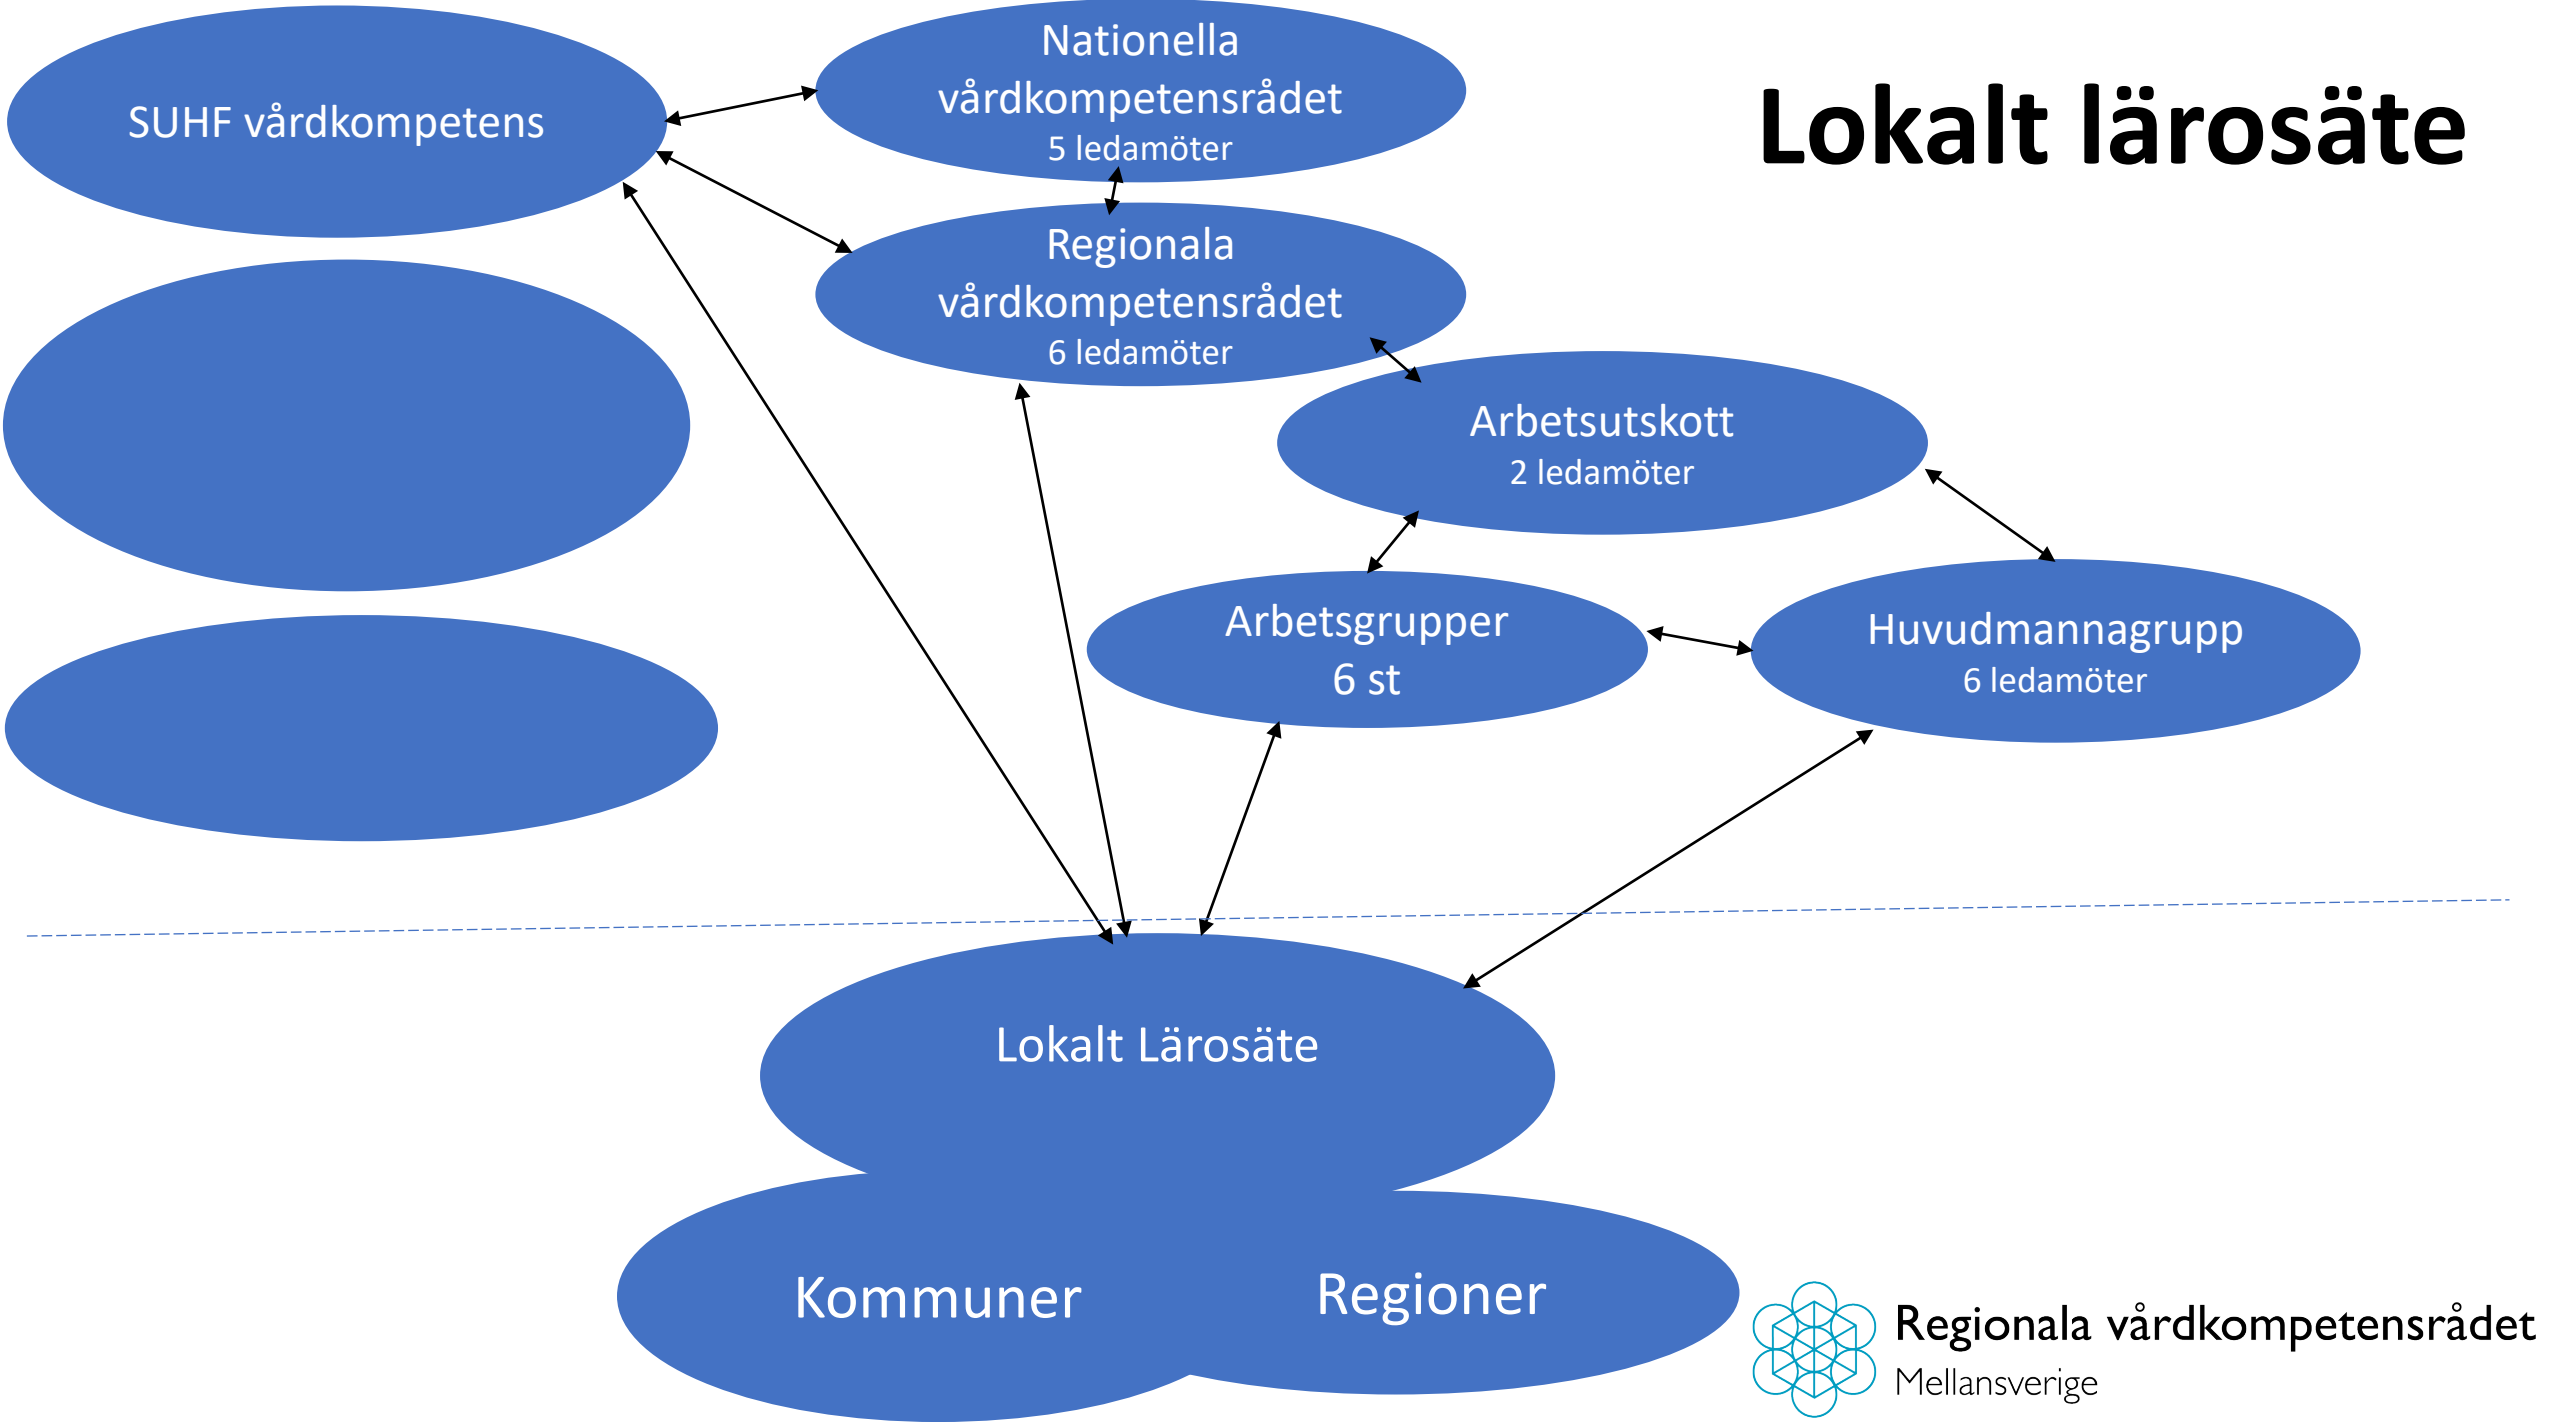 Lokalt lärosäte
SUHF vårdkompetens
Nationella
vårdkompetensrådet
5 ledamöter
Regionala
vårdkompetensrådet
6 ledamöter
Arbetsutskott
2 ledamöter
Arbetsgrupper
6 st
Huvudmannagrupp
6 ledamöter
Lokalt Lärosäte
Kommuner
Regioner
Regionala vårdkompetensrådet
Mellansverige